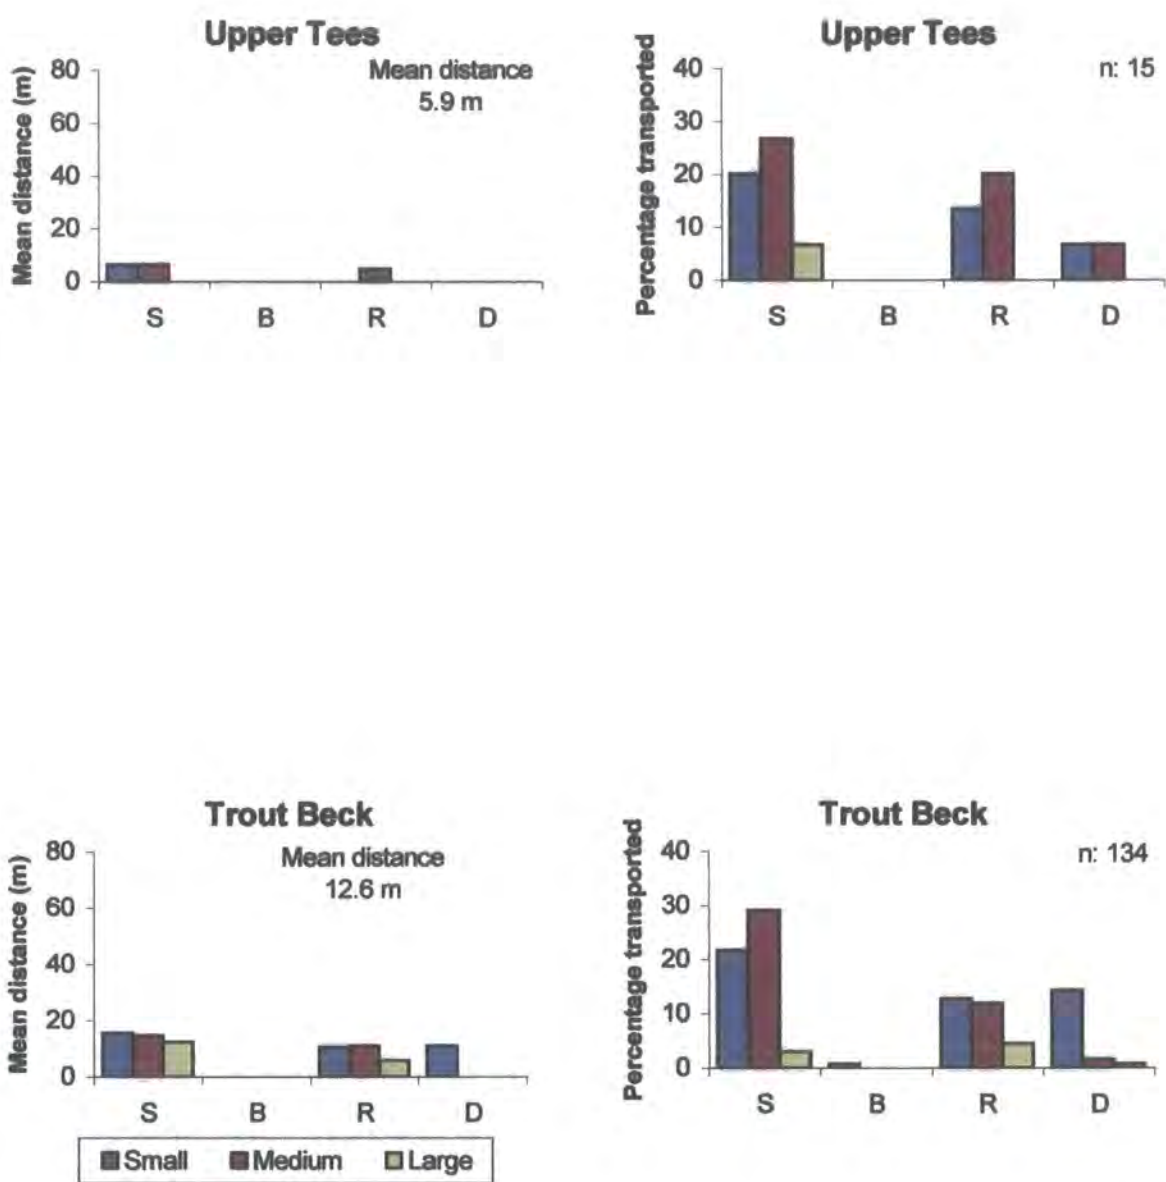 Upper Tees
Mean distance
5.9 m
Mean distance (m)
80
60
40
20
0
S B R D
Upper Tees
n: 15
Percentage transported
40
30
20
10
0
S B R D
Trout Beck
Mean distance
12.6 m
Mean distance (m)
80
60
40
20
0
S B R D
Small Medium Large
Trout Beck
n: 134
Percentage transported
40
30
20
10
0
S B R D